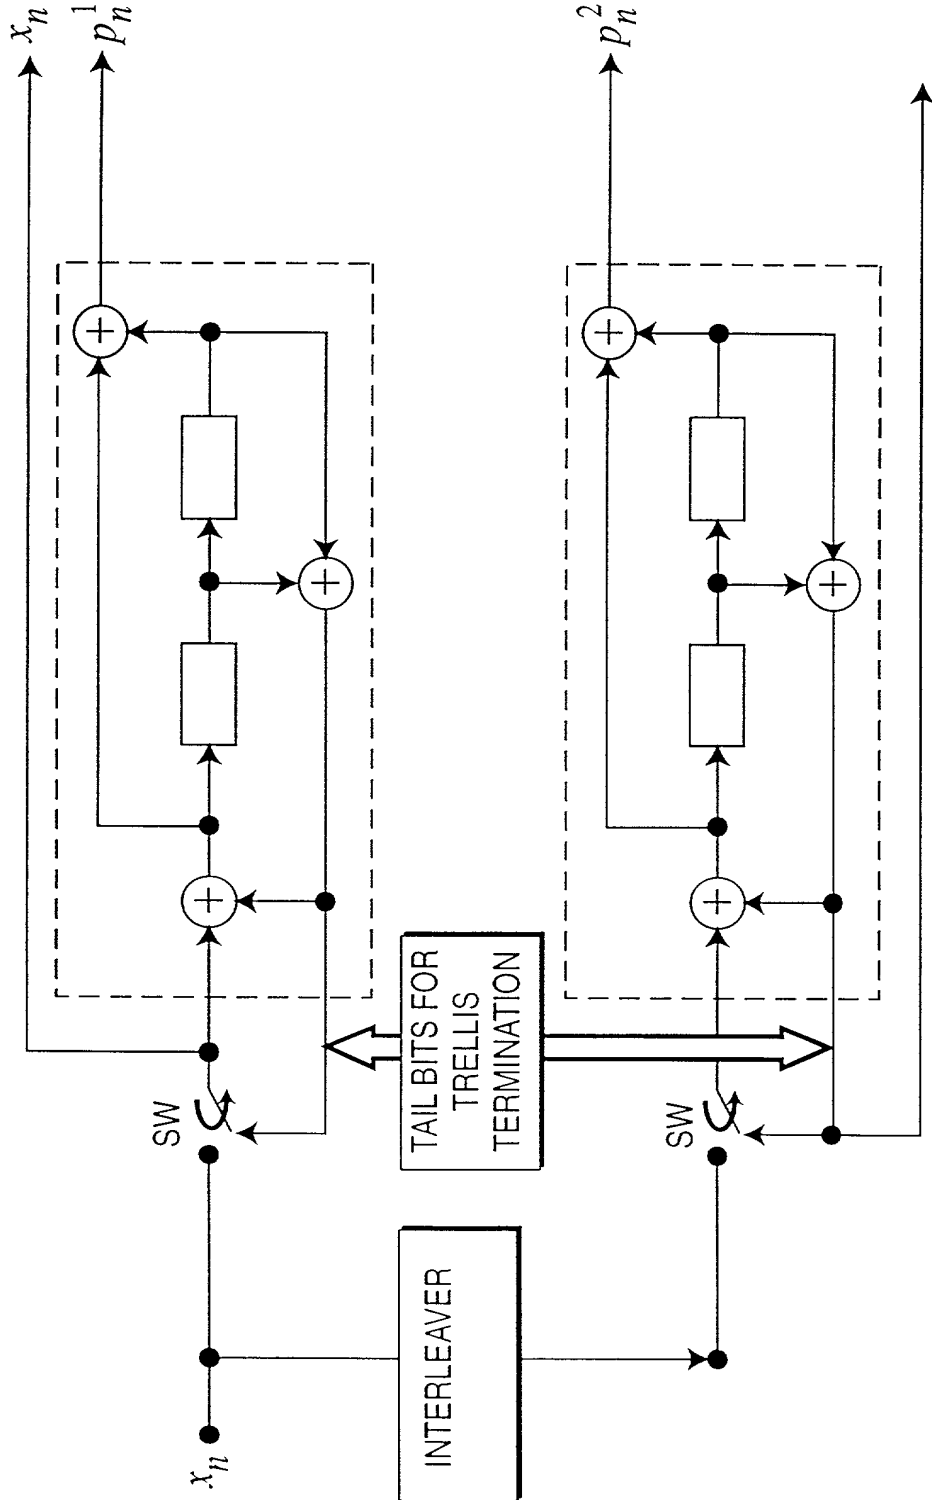 x_n
p_n^1
p_n^2
+
+
+
+
+
+
SW
SW
TAIL BITS FOR
TRELLIS
TERMINATION
INTERLEAVER
x_n